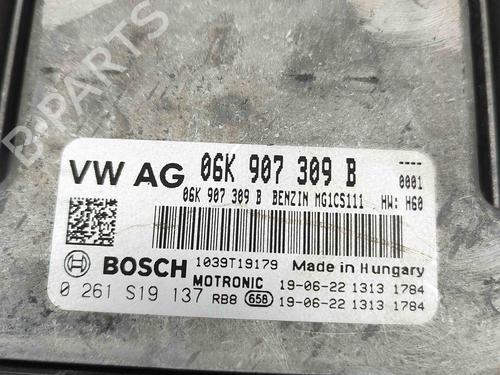 B-PARTS
VW AG 06K 907 309 B ----
0001
06K 907 309 B BENZIN MG1CS111 HW: H60
1039T19179 Made in Hungary
BOSCH MOTRONIC 19-06-22 1313 1784
0 261 S19 137 RB8 658 19-06-22 1313 1784